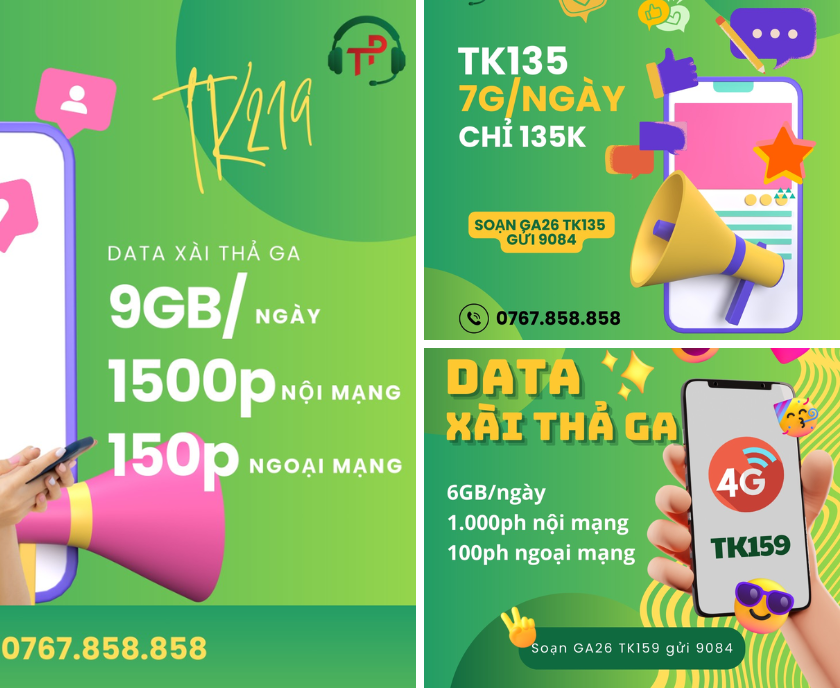 TP
TK219
DATA XÀI THẢ GA
9GB/ NGÀY
1500p NỘI MẠNG
150p NGOẠI MẠNG
0767.858.858
TK135
7G/NGÀY
CHỈ 135K
SOẠN GA26 TK135
GỬI 9084
0767.858.858
DATA
XÀI THẢ GA
6GB/ngày
1.000ph nội mạng
100ph ngoại mạng
4G
TK159
Soạn GA26 TK159 gửi 9084